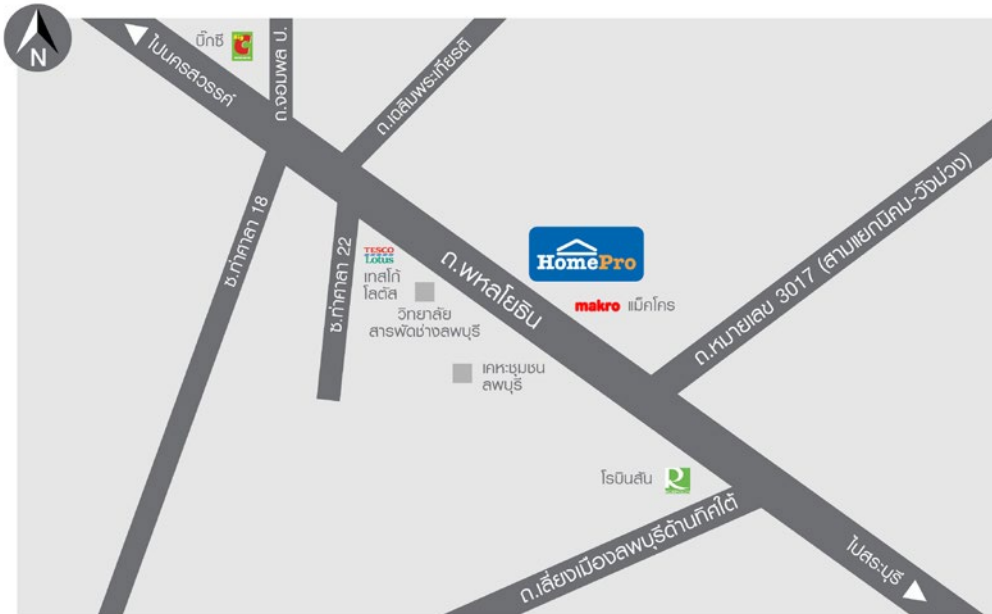 N
บิ๊กซี
ไปนครสวรรค์
ถ.จอมพล ป.
ถ.เฉลิมพระเกียรติ
ซ.ท่าศาลา 18
ซ.ท่าศาลา 22
TESCO
Lotus
เทสโก้
โลตัส
วิทยาลัย
สารพัดช่างลพบุรี
เคหะชุมชน
ลพบุรี
ถ.พหลโยธิน
HomePro
makro แม็คโคร
ถ.หมายเลข 3017 (สามแยกนิคม-วังม่วง)
โรบินสัน
R
ถ.เลี่ยงเมืองลพบุรีด้านทิศใต้
ไปสระบุรี